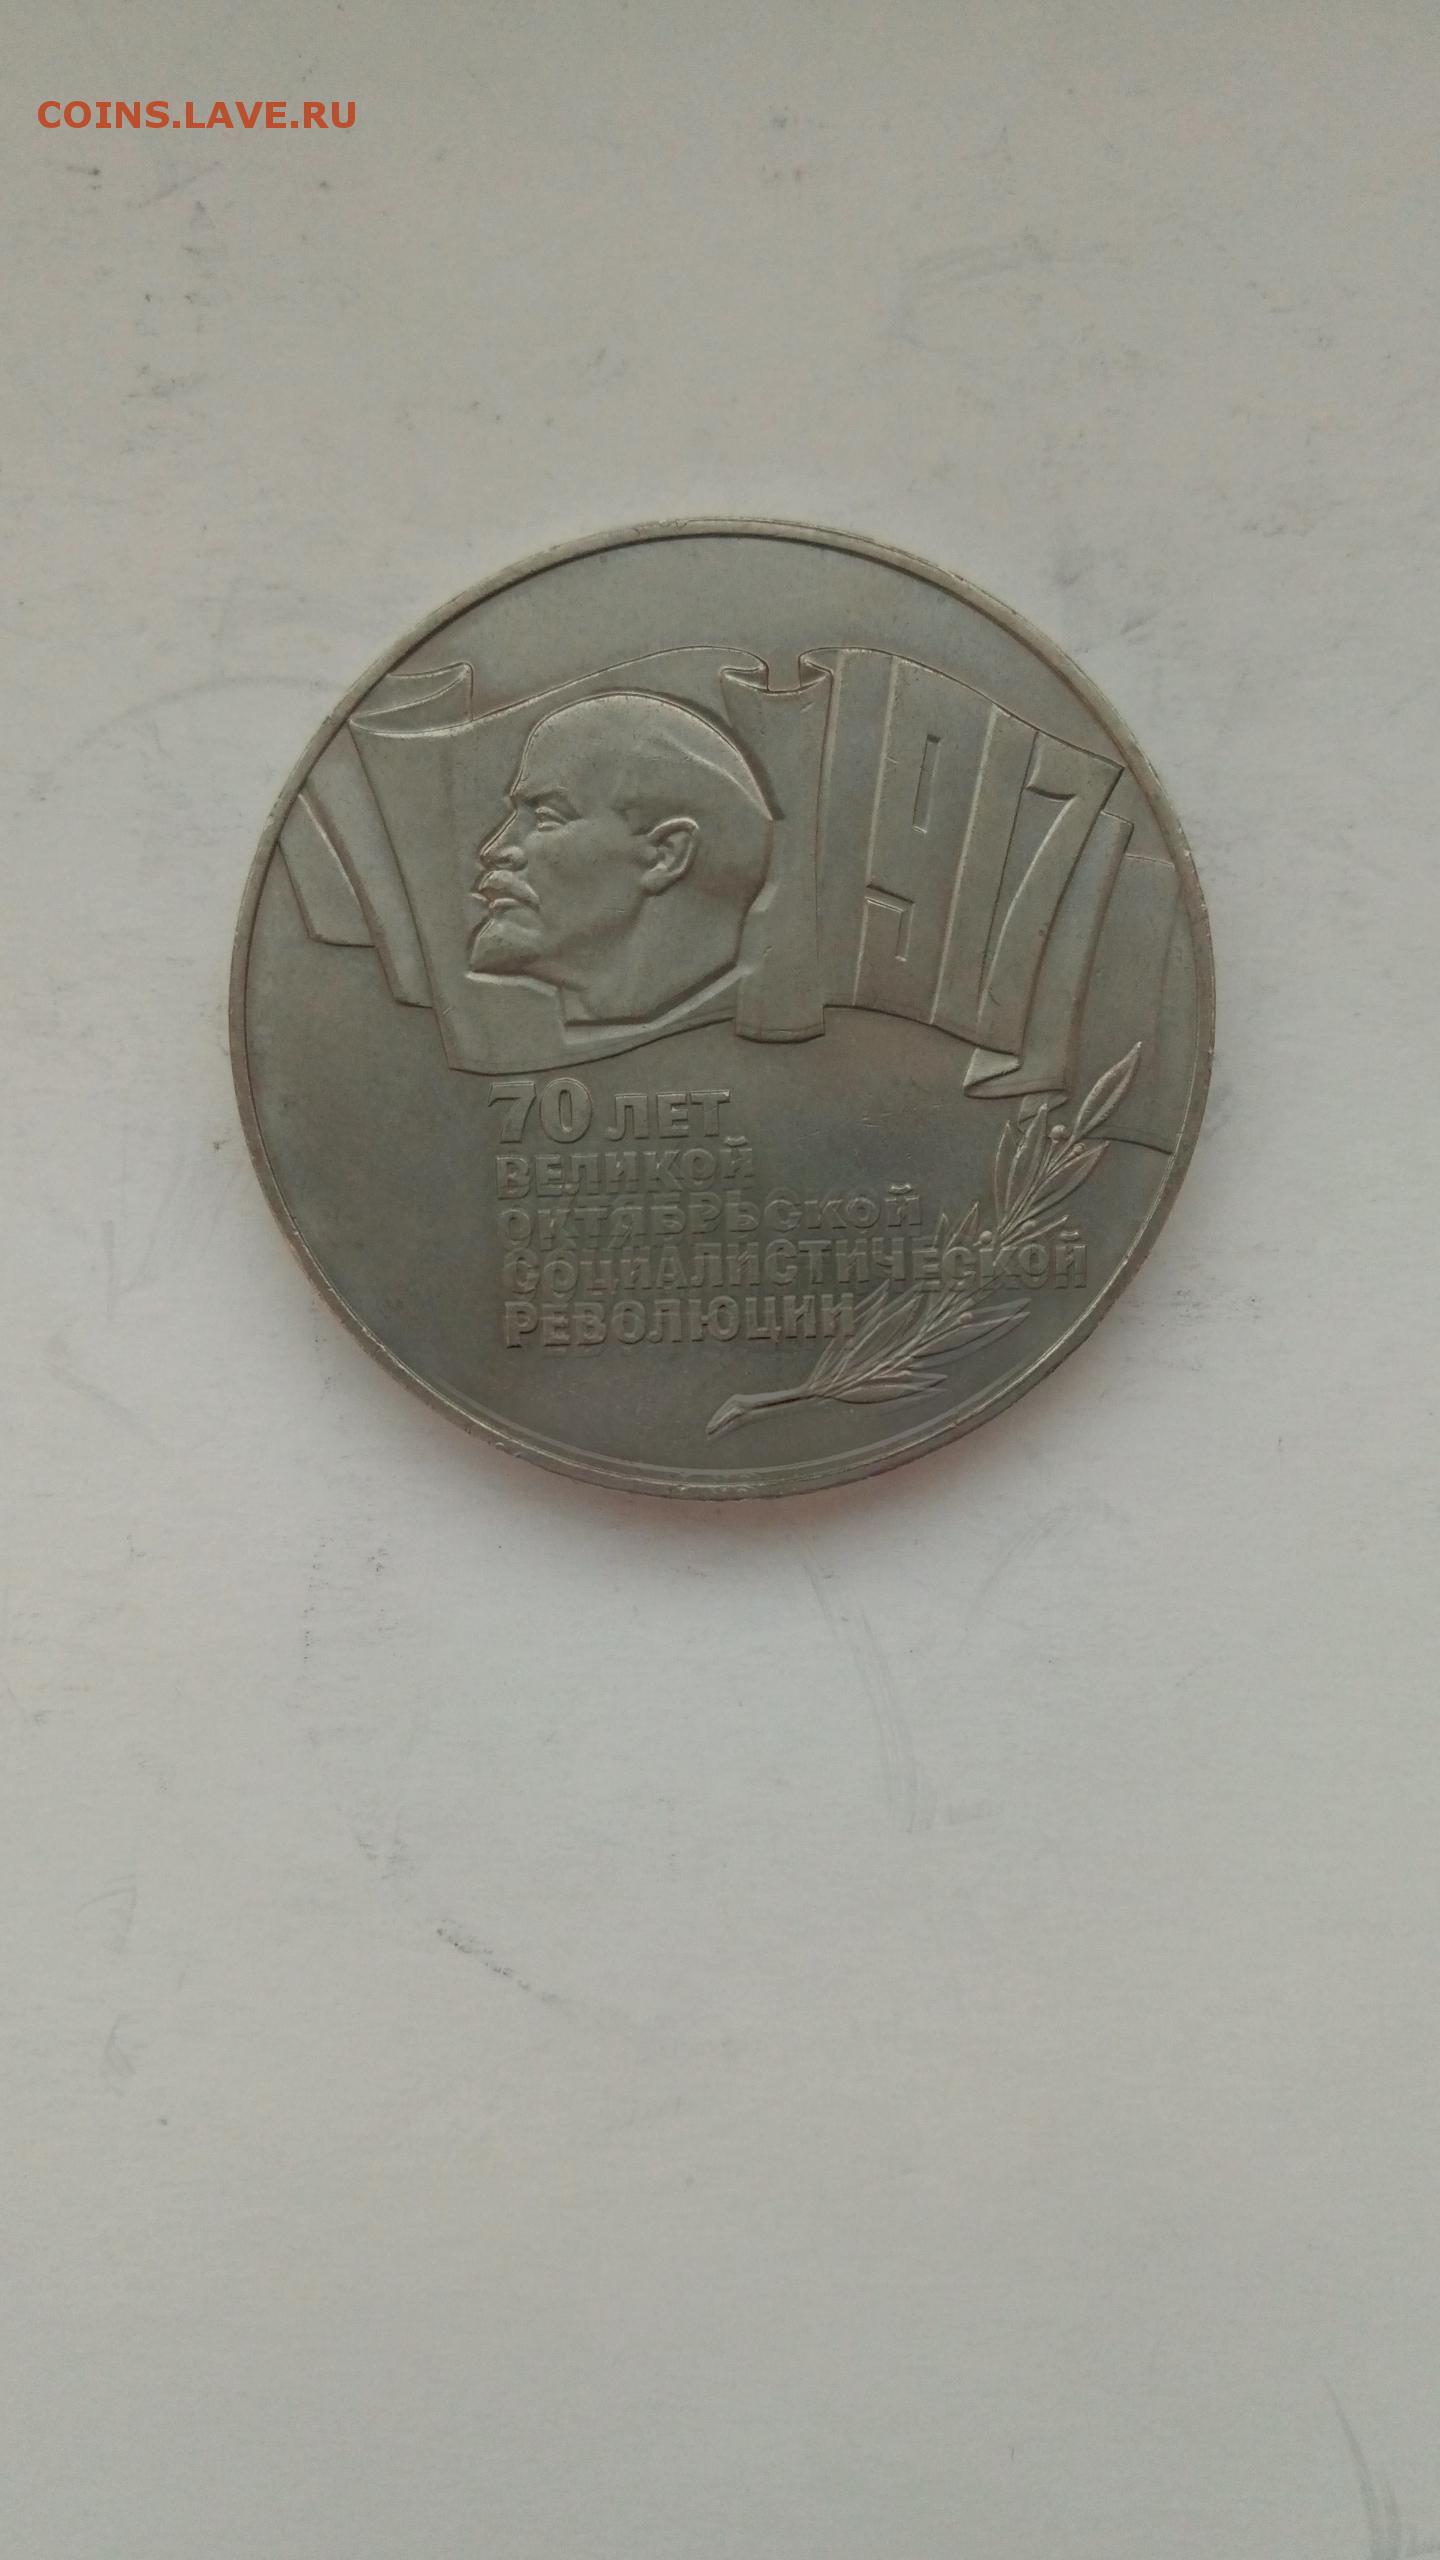 COINS.LAVE.RU
1917
70 ЛЕТ
ВЕЛИКОЙ
ОКТЯБРЬСКОЙ
СОЦИАЛИСТИЧЕСКОЙ
РЕВОЛЮЦИИ